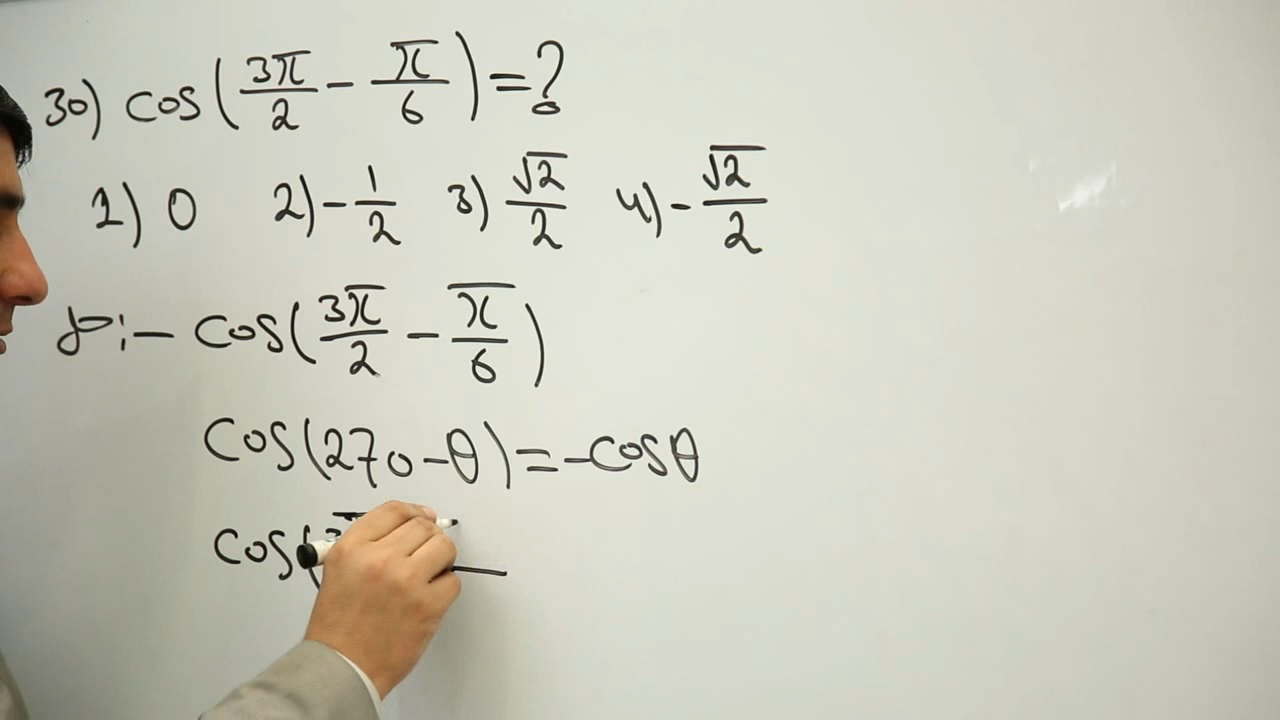 30) cos(3π/2 - π/6) = ?
1) 0 2) -1/2 3) √2/2 4) -√2/2
:- cos(3π/2 - π/6)
cos(270 - θ) = -cosθ
cos(